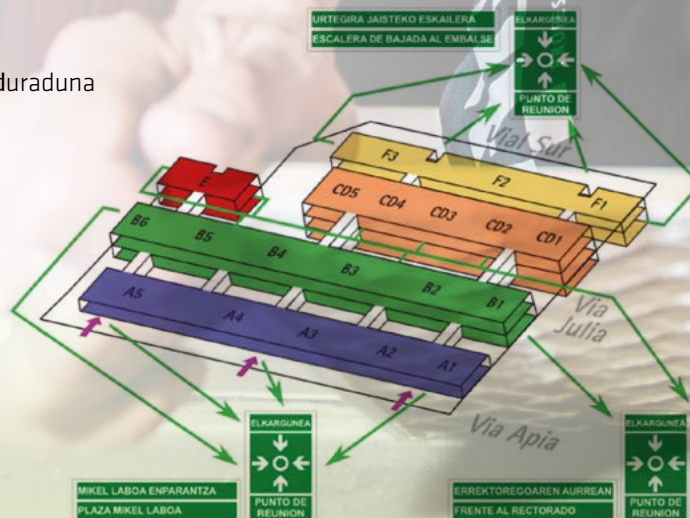 duraduna
URTEGIRA JAISTEKO ESKAILERA
ESCALERA DE BAJADA AL EMBALSE
ELKARGUNEA
PUNTO DE
REUNION
Vial Sur
F3
F2
F1
E
CD5
CD4
CD3
CD2
CD1
B6
B5
B4
B3
B2
B1
A5
A4
A3
A2
A1
Via
Julia
Via Apia
ELKARGUNEA
PUNTO DE
REUNION
MIKEL LABOA ENPARANTZA
PLAZA MIKEL LABOA
ERREKTOREGOAREN AURREAN
FRENTE AL RECTORADO
ELKARGUNEA
PUNTO DE
REUNION